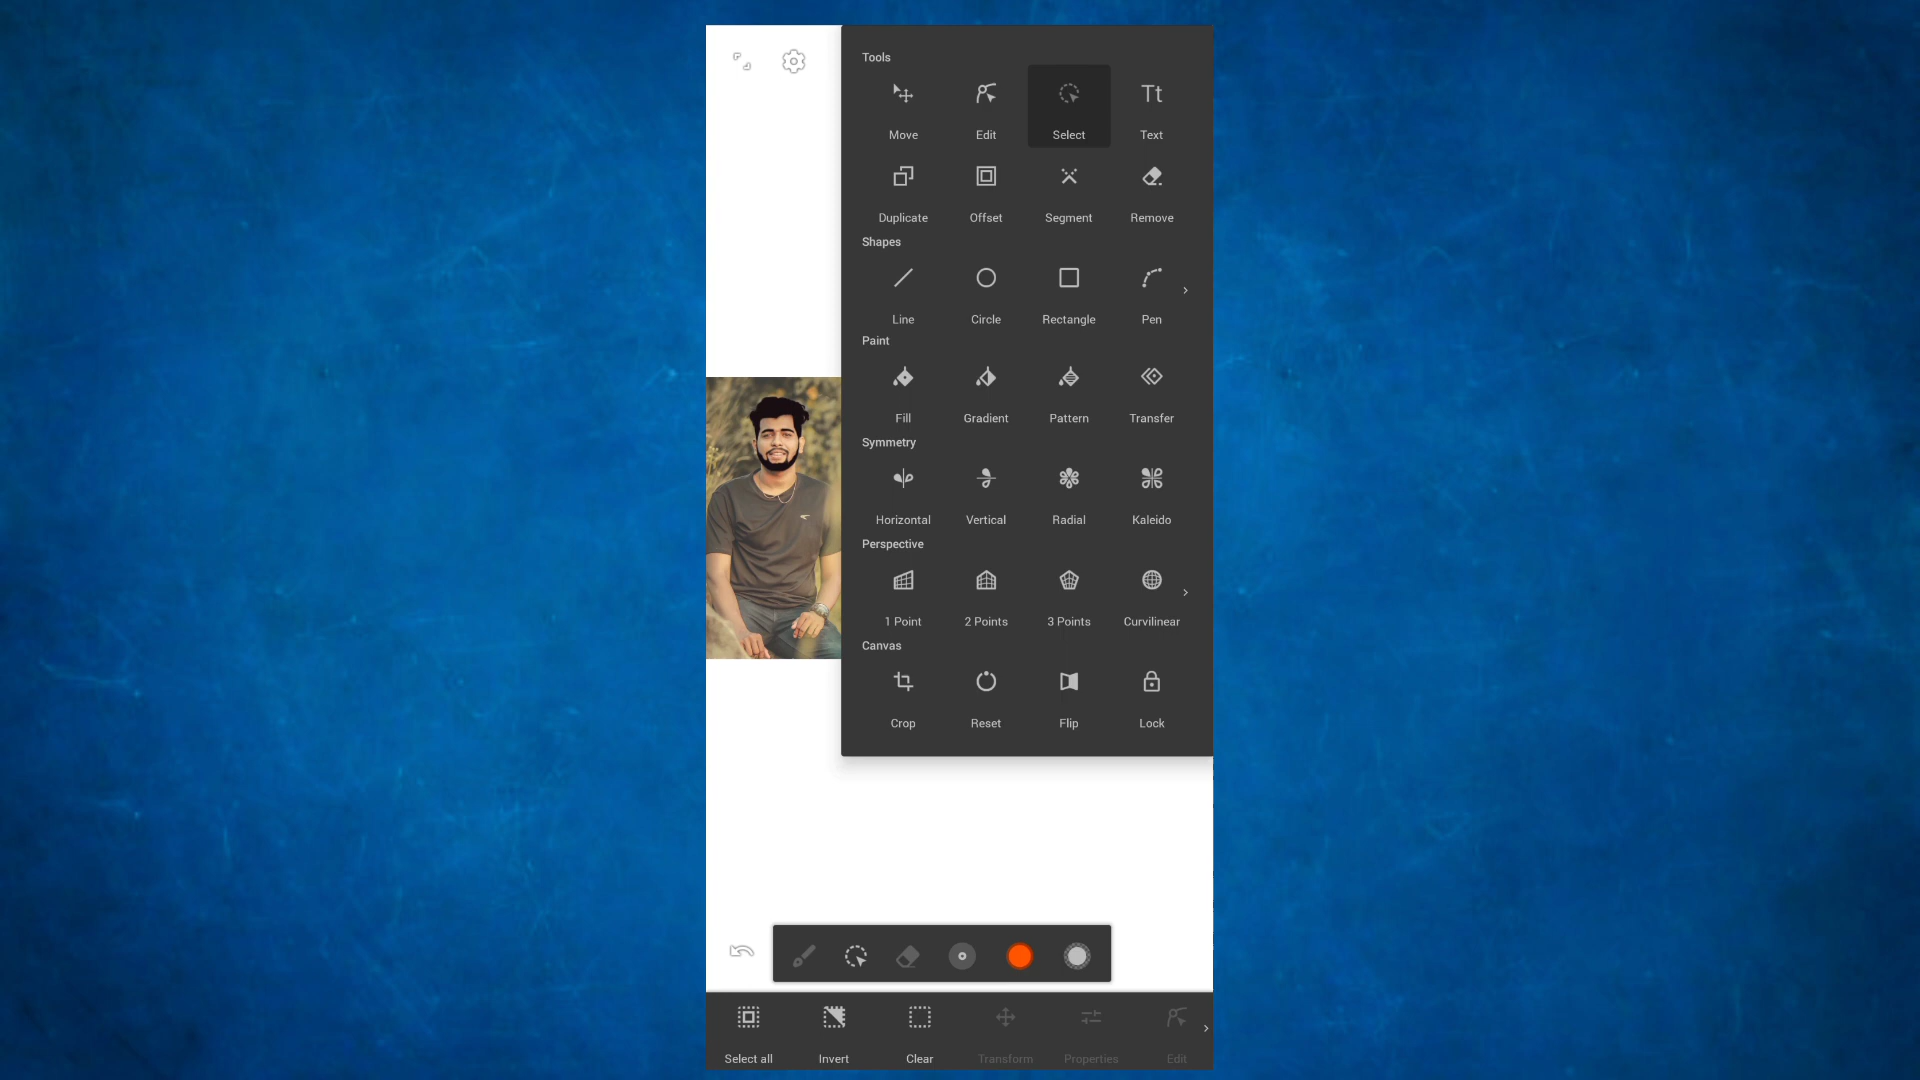 Tools
Move Edit Select Text
Duplicate Offset Segment Remove
Shapes
Line Circle Rectangle Pen
Paint
Fill Gradient Pattern Transfer
Symmetry
Horizontal Vertical Radial Kaleido
Perspective
1 Point 2 Points 3 Points Curvilinear
Canvas
Crop Reset Flip Lock
Select all Invert Clear Transform Properties Edit